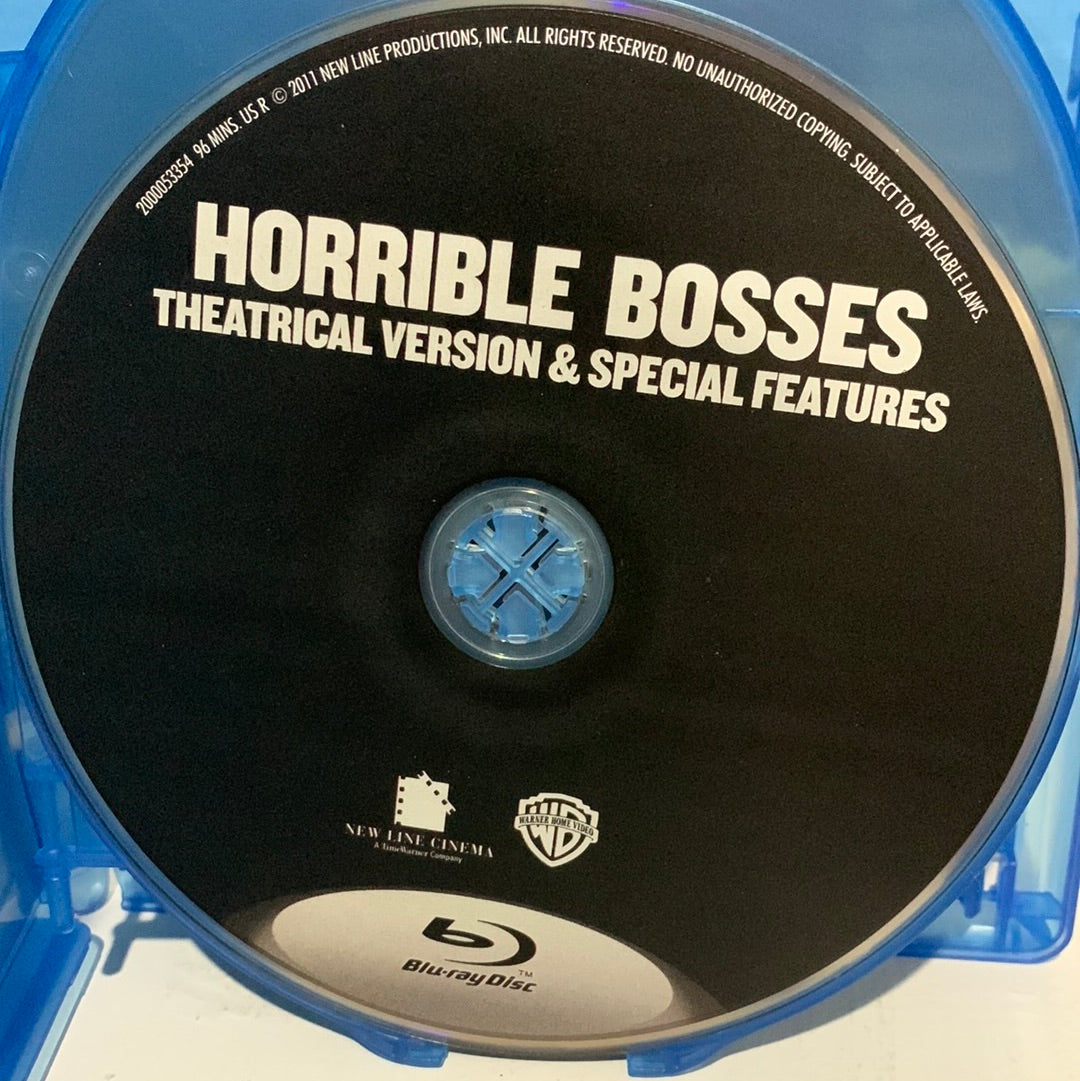 2000053354 96 MINS. US R © 2011 NEW LINE PRODUCTIONS, INC. ALL RIGHTS RESERVED. NO UNAUTHORIZED COPYING. SUBJECT TO APPLICABLE LAWS.
HORRIBLE BOSSES
THEATRICAL VERSION & SPECIAL FEATURES
NEW LINE CINEMA
A TimeWarner Company
WB
WARNER HOME VIDEO
b
Blu-ray Disc™